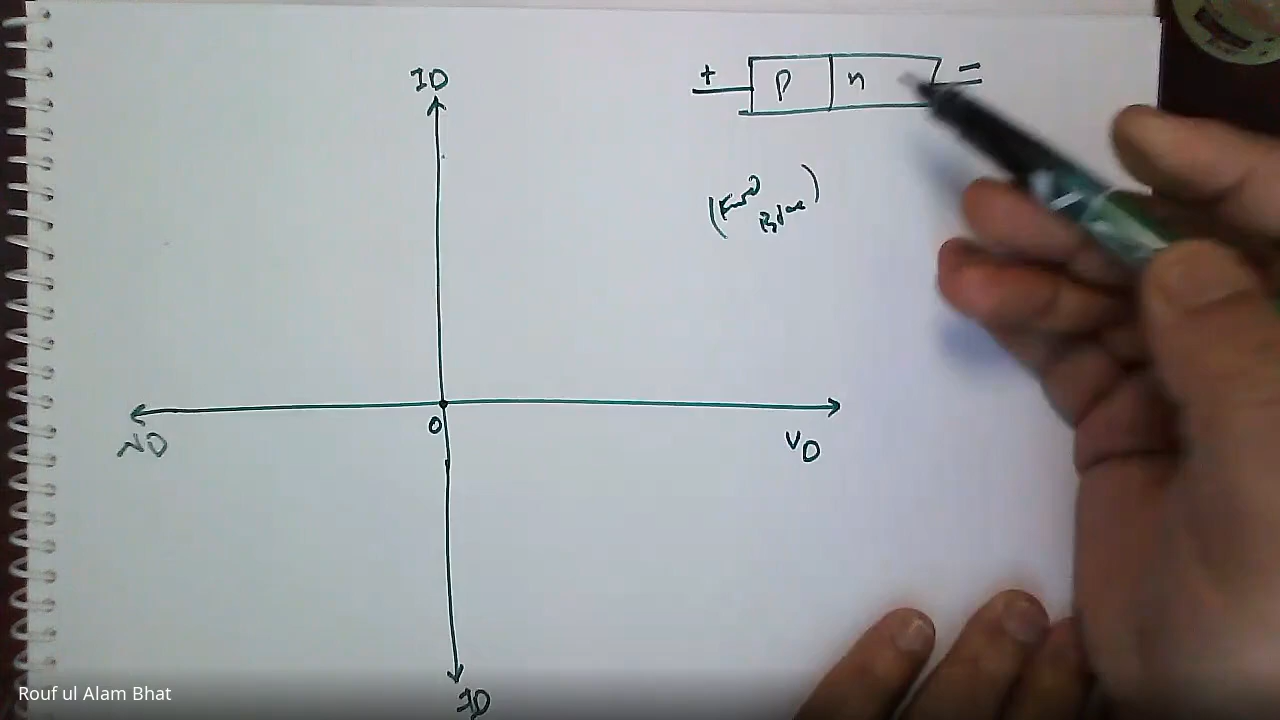 ID
+ p n -
(Fwd
Bias)
0
VD
VD
ID
Rouf ul Alam Bhat